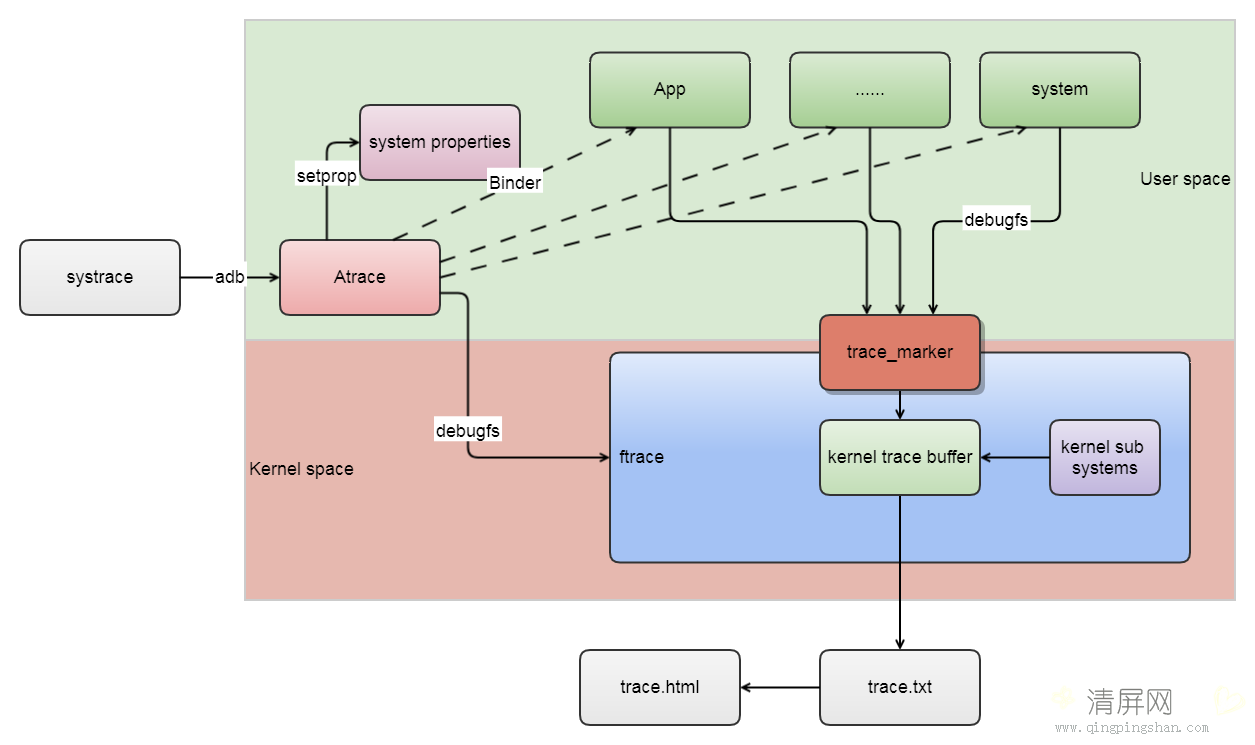 App
......
system
system properties
setprop
Binder
User space
debugfs
systrace
adb
Atrace
trace_marker
debugfs
Kernel space
ftrace
kernel trace buffer
kernel sub
systems
trace.html
trace.txt
清屏网
www.qingpingshan.com